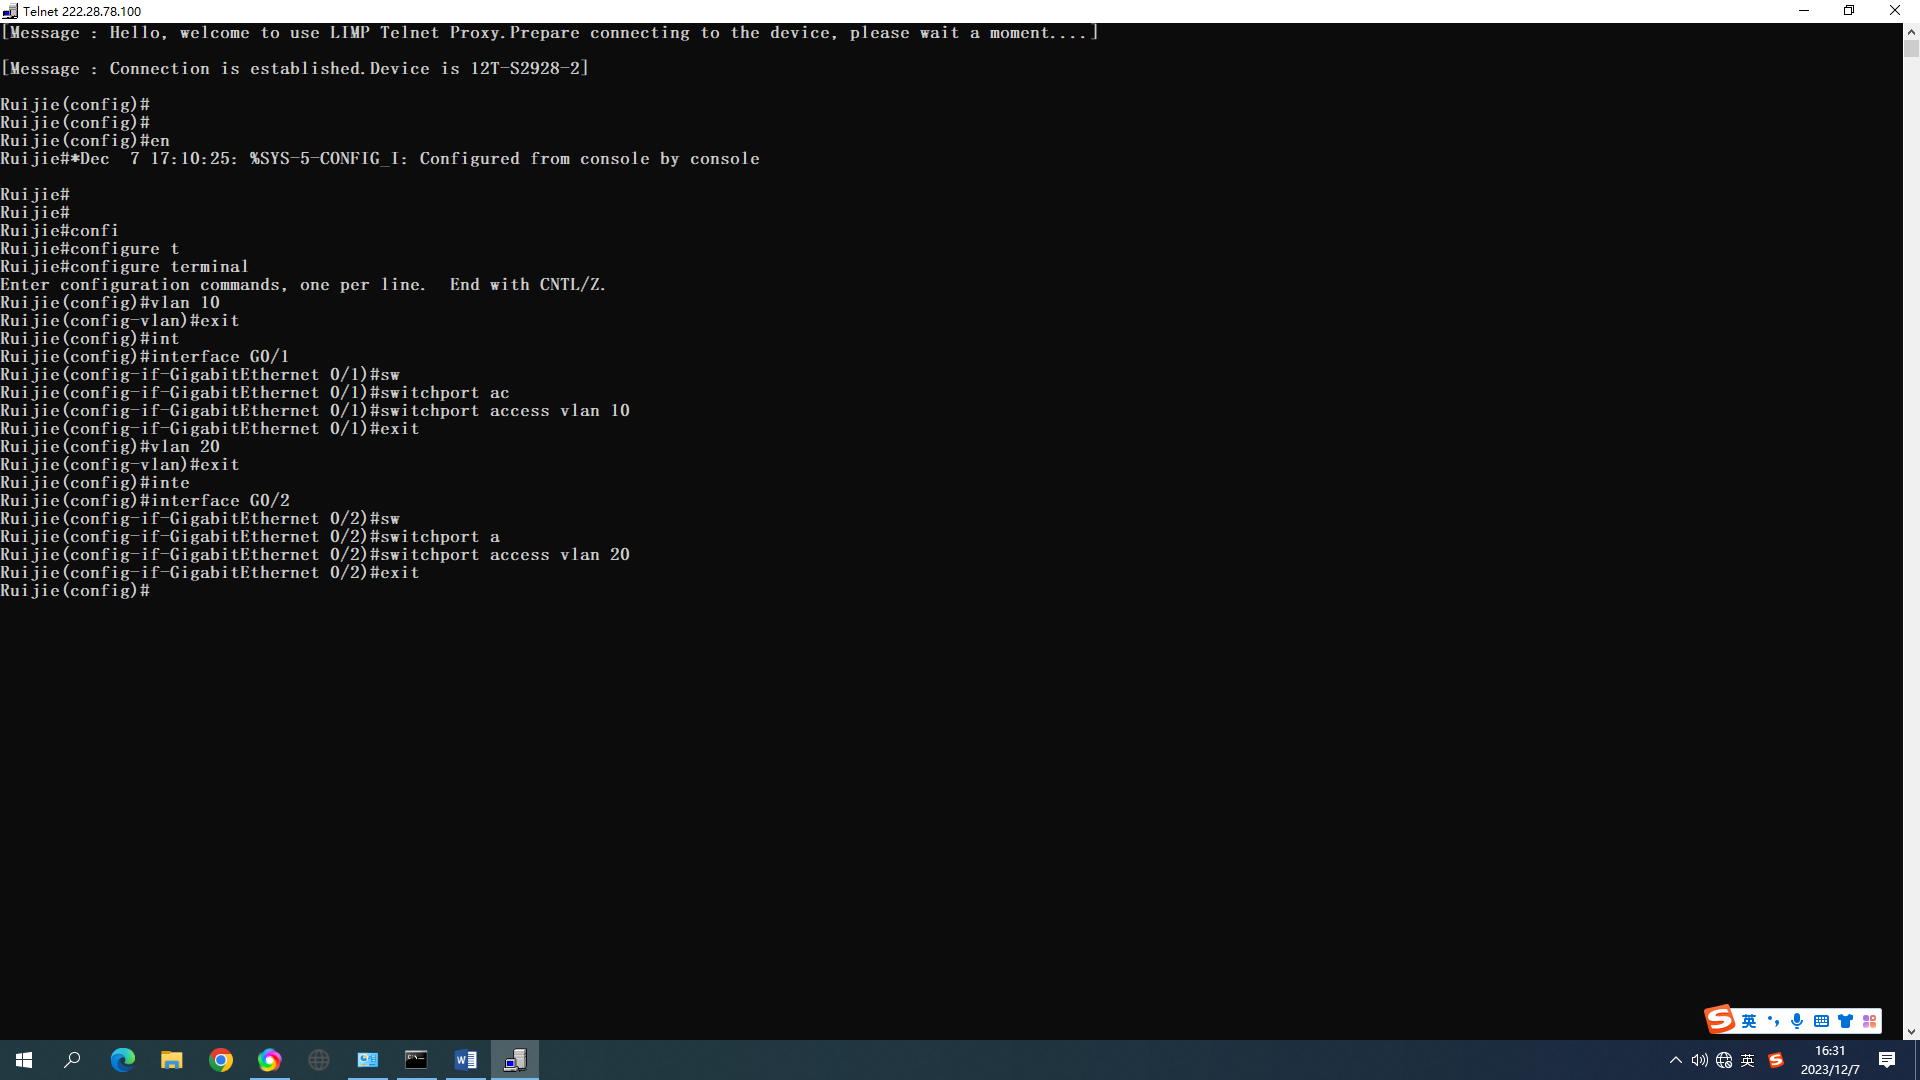 Telnet 222.28.78.100
[Message : Hello, welcome to use LIMP Telnet Proxy.Prepare connecting to the device, please wait a moment....]
[Message : Connection is established.Device is 12T-S2928-2]
Ruijie(config)#
Ruijie(config)#
Ruijie(config)#en
Ruijie#*Dec  7 17:10:25: %SYS-5-CONFIG_I: Configured from console by console
Ruijie#
Ruijie#
Ruijie#confi
Ruijie#configure t
Ruijie#configure terminal
Enter configuration commands, one per line.  End with CNTL/Z.
Ruijie(config)#vlan 10
Ruijie(config-vlan)#exit
Ruijie(config)#int
Ruijie(config)#interface G0/1
Ruijie(config-if-GigabitEthernet 0/1)#sw
Ruijie(config-if-GigabitEthernet 0/1)#switchport ac
Ruijie(config-if-GigabitEthernet 0/1)#switchport access vlan 10
Ruijie(config-if-GigabitEthernet 0/1)#exit
Ruijie(config)#vlan 20
Ruijie(config-vlan)#exit
Ruijie(config)#inte
Ruijie(config)#interface G0/2
Ruijie(config-if-GigabitEthernet 0/2)#sw
Ruijie(config-if-GigabitEthernet 0/2)#switchport a
Ruijie(config-if-GigabitEthernet 0/2)#switchport access vlan 20
Ruijie(config-if-GigabitEthernet 0/2)#exit
Ruijie(config)#
英
英
16:31
2023/12/7